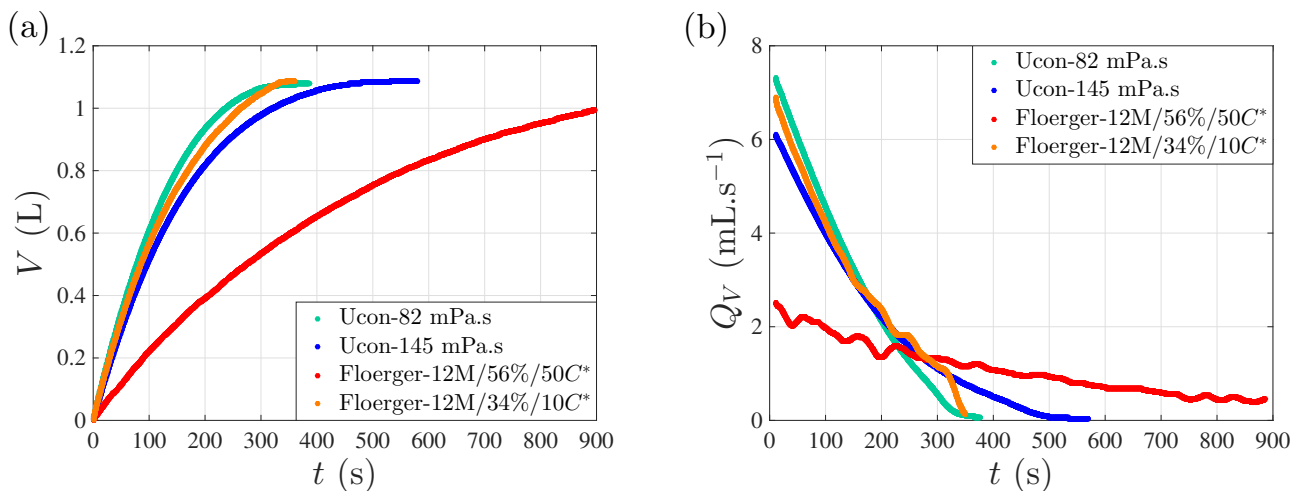 (a)
1.2
1
0.8
0.6
0.4
0.2
0
V (L)
Ucon-82 mPa.s
Ucon-145 mPa.s
Floerger-12M/56%/50C*
Floerger-12M/34%/10C*
0 100 200 300 400 500 600 700 800 900
t (s)
(b)
8
6
4
2
0
Q_V (mL.s⁻¹)
Ucon-82 mPa.s
Ucon-145 mPa.s
Floerger-12M/56%/50C*
Floerger-12M/34%/10C*
0 100 200 300 400 500 600 700 800 900
t (s)